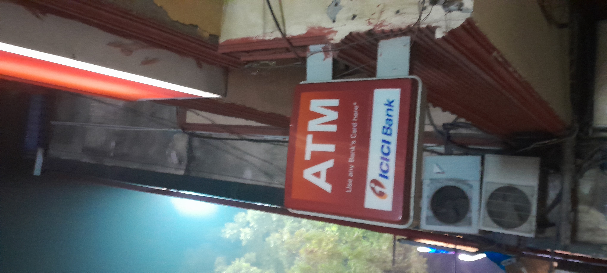 ATM
Use any Bank's Card here*
ICICI Bank